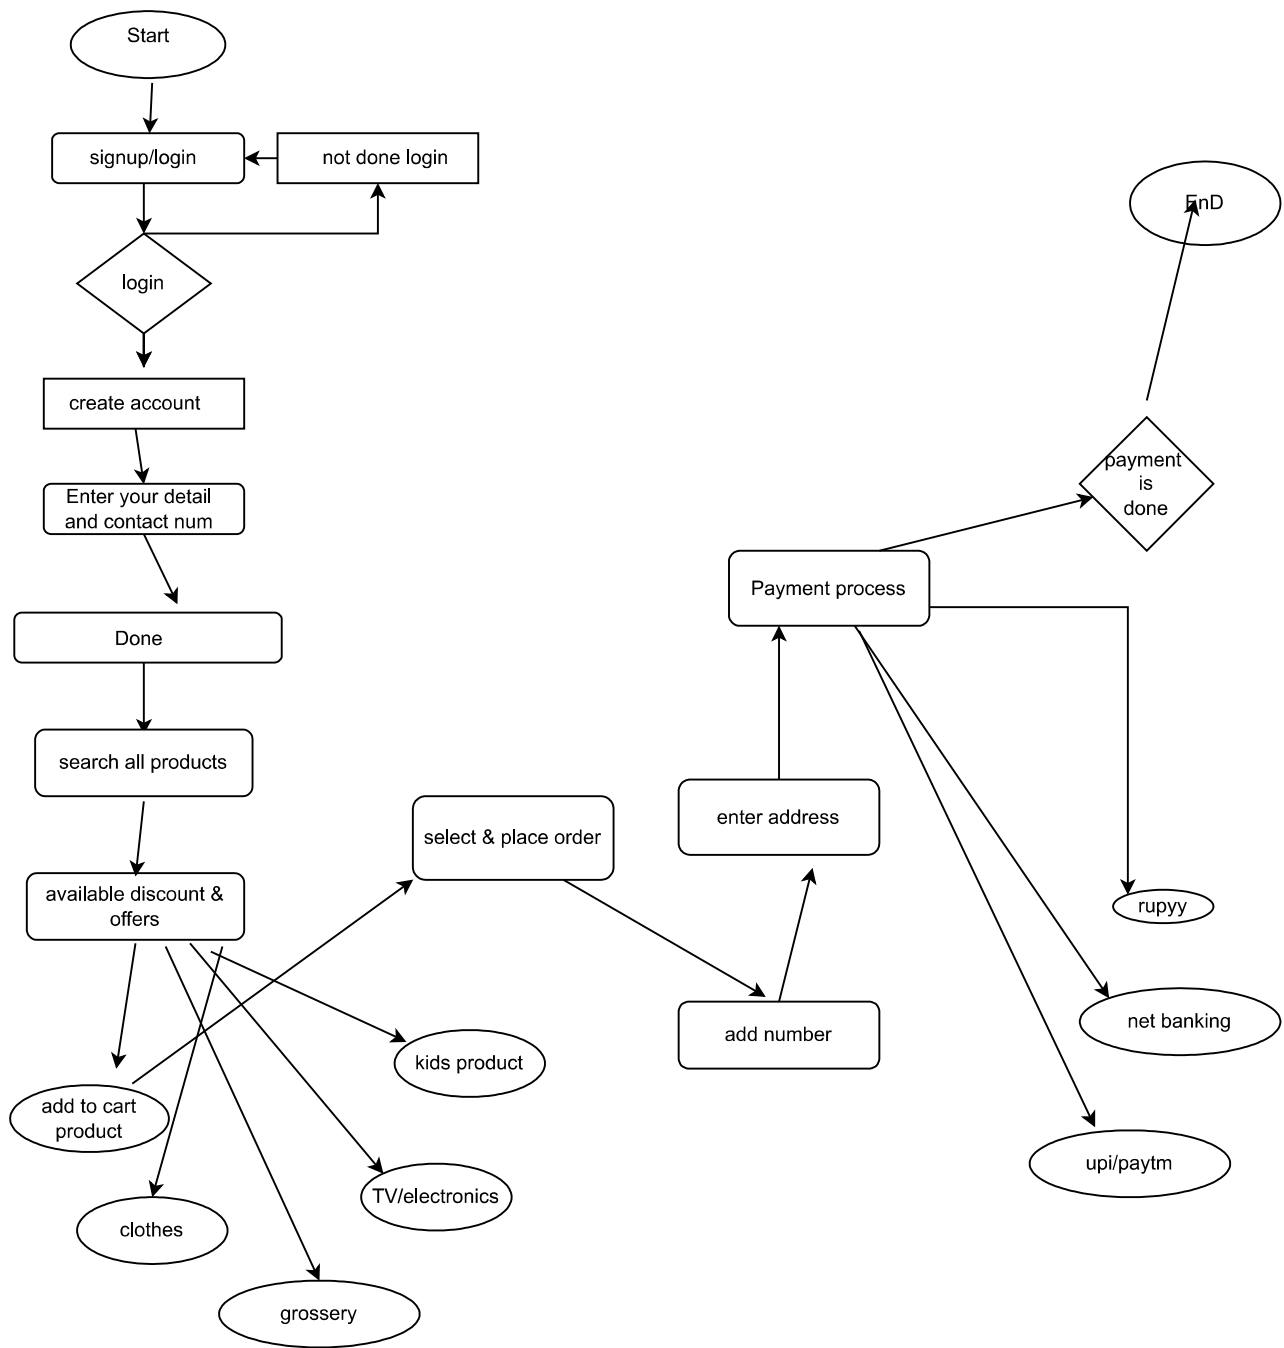 Start
signup/login
not done login
login
create account
Enter your detail
and contact num
Done
search all products
available discount &
offers
add to cart
product
clothes
grossery
TV/electronics
kids product
select & place order
add number
enter address
Payment process
payment
is
done
EnD
rupyy
net banking
upi/paytm